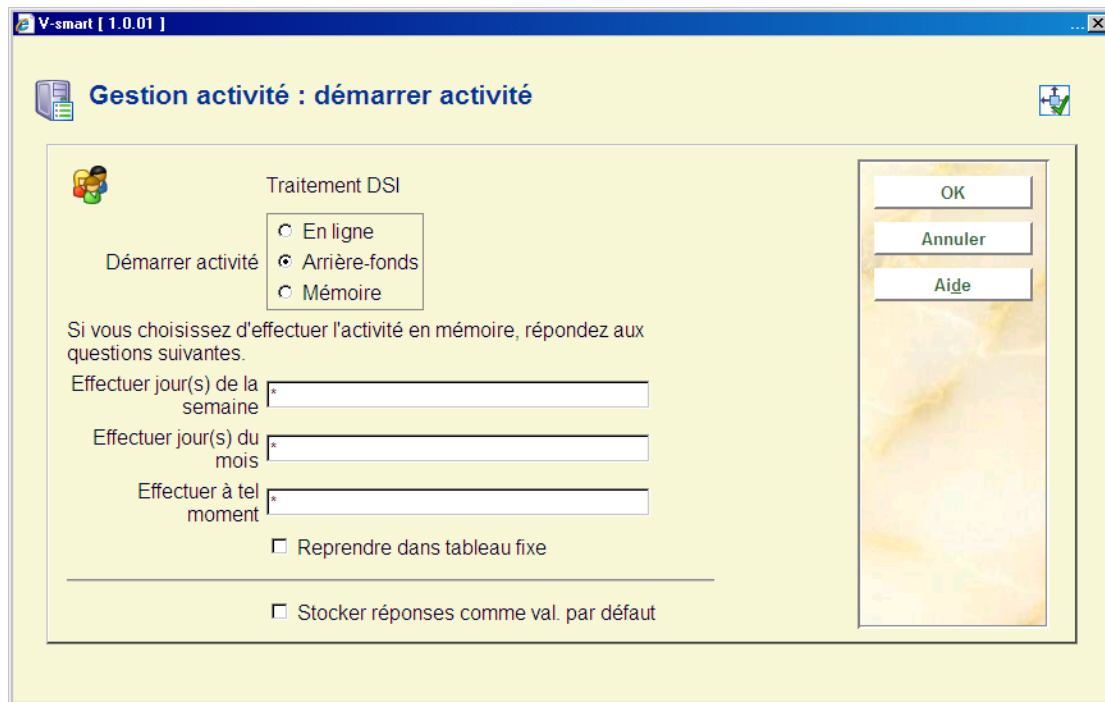 V-smart [ 1.0.01 ]
...
Gestion activité : démarrer activité
Traitement DSI
Démarrer activité
En ligne
Arrière-fonds
Mémoire
Si vous choisissez d'effectuer l'activité en mémoire, répondez aux
questions suivantes.
Effectuer jour(s) de la
semaine
*
Effectuer jour(s) du
mois
*
Effectuer à tel
moment
*
Reprendre dans tableau fixe
Stocker réponses comme val. par défaut
OK
Annuler
Aide